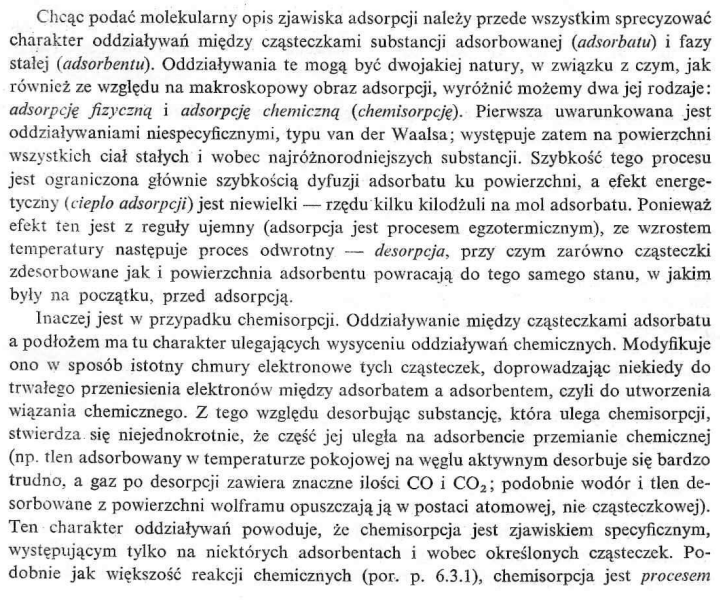 Chcąc podać molekularny opis zjawiska adsorpcji należy przede wszystkim sprecyzować
charakter oddziaływań między cząsteczkami substancji adsorbowanej (adsorbatu) i fazy
stałej (adsorbentu). Oddziaływania te mogą być dwojakiej natury, w związku z czym, jak
również ze względu na makroskopowy obraz adsorpcji, wyróżnić możemy dwa jej rodzaje:
adsorpcję fizyczną i adsorpcję chemiczną (chemisorpcję). Pierwsza uwarunkowana jest
oddziaływaniami niespecyficznymi, typu van der Waalsa; występuje zatem na powierzchni
wszystkich ciał stałych i wobec najróżnorodniejszych substancji. Szybkość tego procesu
jest ograniczona głównie szybkością dyfuzji adsorbatu ku powierzchni, a efekt energe-
tyczny (ciepło adsorpcji) jest niewielki — rzędu kilku kilodżuli na mol adsorbatu. Ponieważ
efekt ten jest z reguły ujemny (adsorpcja jest procesem egzotermicznym), ze wzrostem
temperatury następuje proces odwrotny — desorpcja, przy czym zarówno cząsteczki
zdesorbowane jak i powierzchnia adsorbentu powracają do tego samego stanu, w jakim
były na początku, przed adsorpcją.
Inaczej jest w przypadku chemisorpcji. Oddziaływanie między cząsteczkami adsorbatu
a podłożem ma tu charakter ulegających wysyceniu oddziaływań chemicznych. Modyfikuje
ono w sposób istotny chmury elektronowe tych cząsteczek, doprowadzając niekiedy do
trwałego przeniesienia elektronów między adsorbatem a adsorbentem, czyli do utworzenia
wiązania chemicznego. Z tego względu desorbując substancję, która ulega chemisorpcji,
stwierdza się niejednokrotnie, że część jej uległa na adsorbencie przemianie chemicznej
(np. tlen adsorbowany w temperaturze pokojowej na węglu aktywnym desorbuje się bardzo
trudno, a gaz po desorpcji zawiera znaczne ilości CO i CO₂; podobnie wodór i tlen de-
sorbowane z powierzchni wolframu opuszczają ją w postaci atomowej, nie cząsteczkowej).
Ten charakter oddziaływań powoduje, że chemisorpcja jest zjawiskiem specyficznym,
występującym tylko na niektórych adsorbentach i wobec określonych cząsteczek. Po-
dobnie jak większość reakcji chemicznych (por. p. 6.3.1), chemisorpcja jest procesem